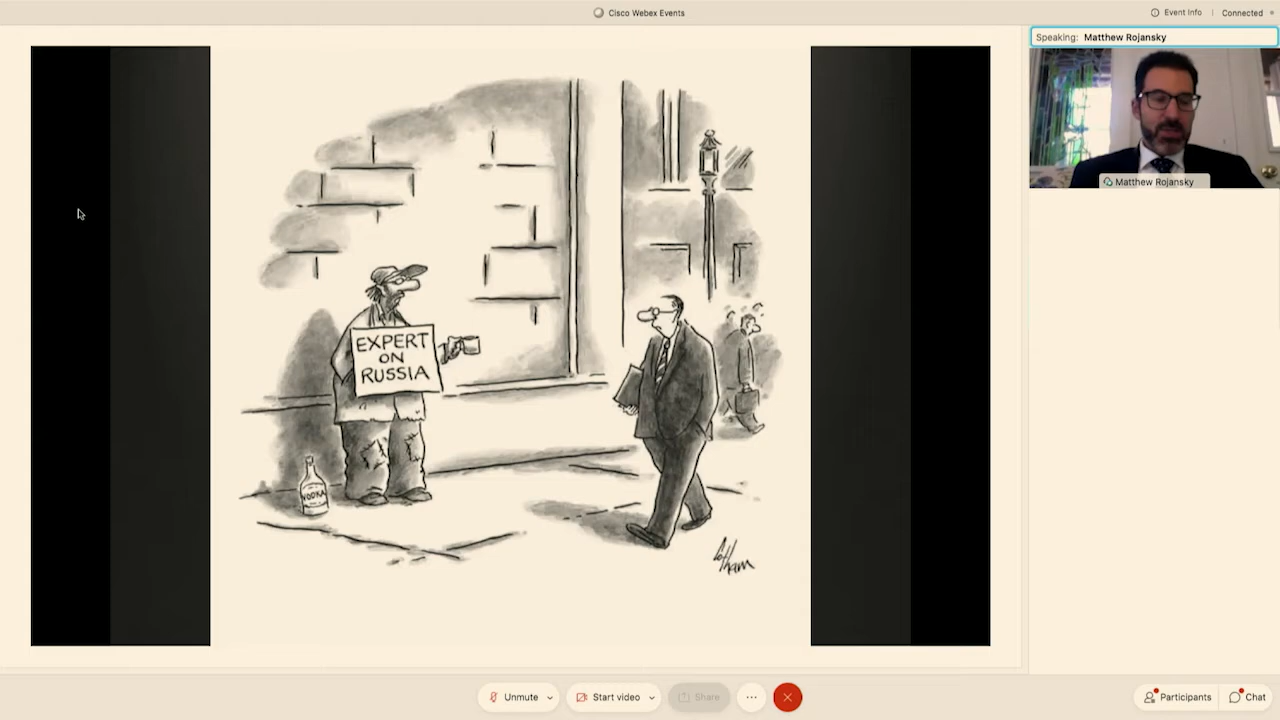 Cisco Webex Events
Event Info
Connected
Speaking: Matthew Rojansky
Matthew Rojansky
EXPERT
ON
RUSSIA
VODKA
Cotham
Unmute
Start video
Share
Participants
Chat